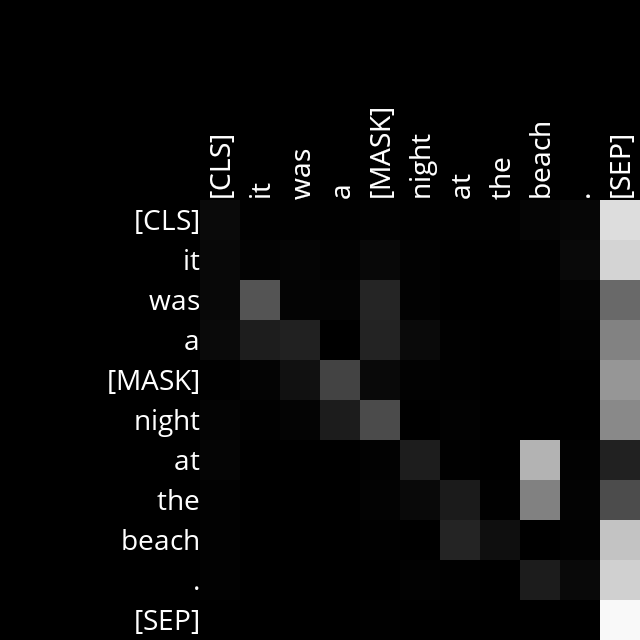 [CLS] it was a [MASK] night at the beach . [SEP]
[CLS]
it
was
a
[MASK]
night
at
the
beach
.
[SEP]